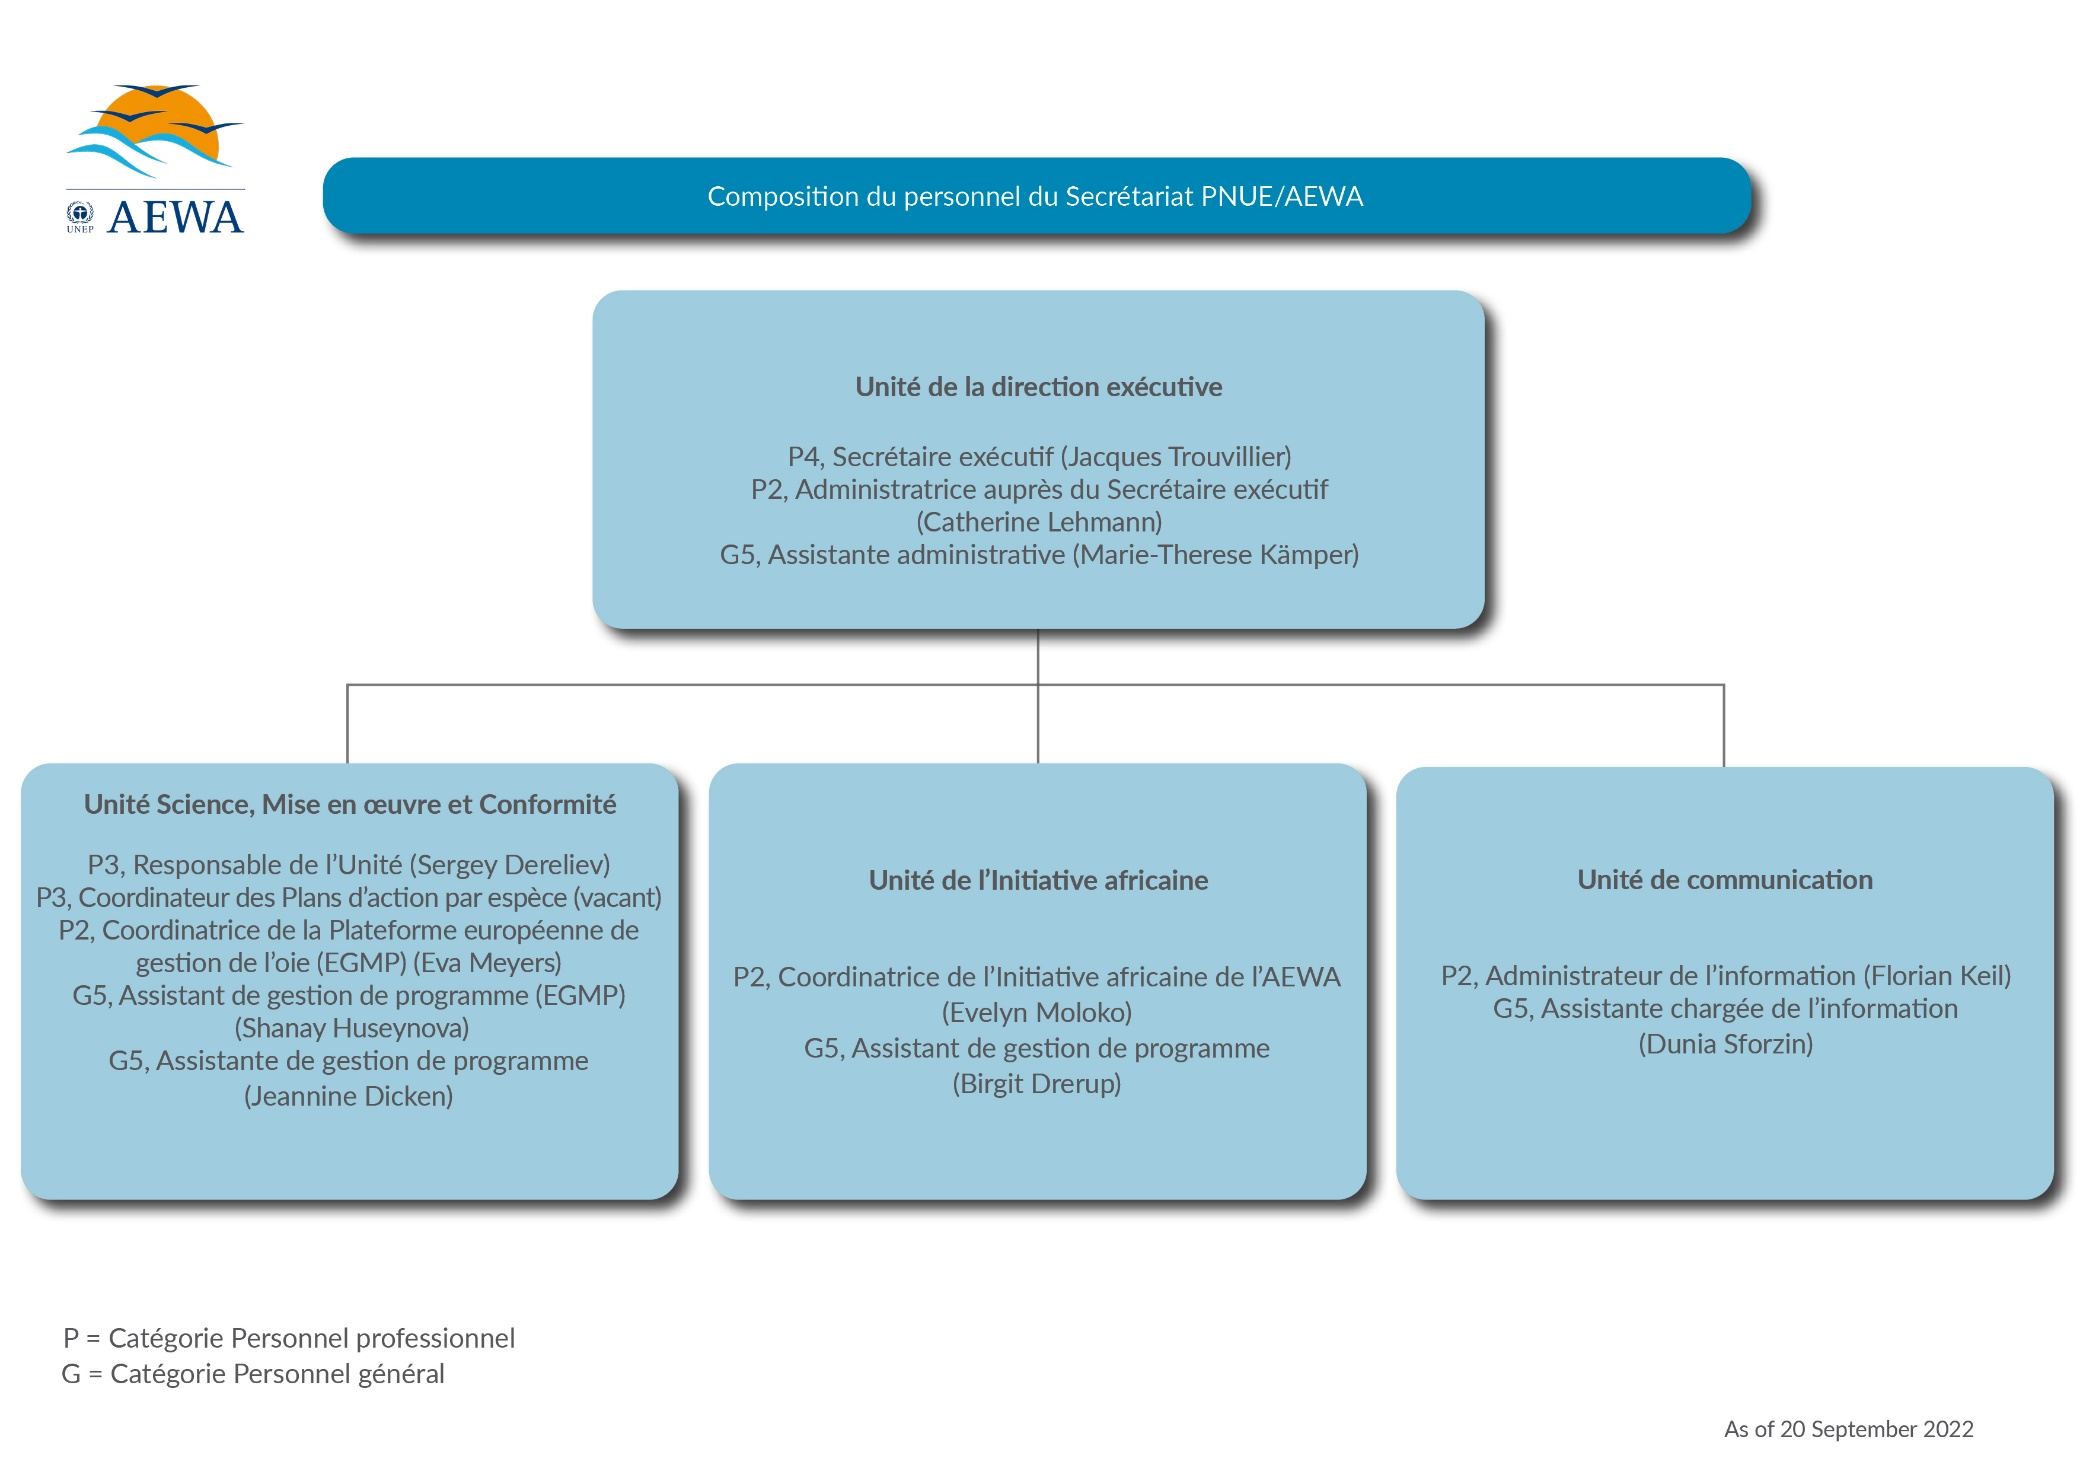 UNEP
AEWA
Composition du personnel du Secrétariat PNUE/AEWA
Unité de la direction exécutive
P4, Secrétaire exécutif (Jacques Trouvillier)
P2, Administratrice auprès du Secrétaire exécutif
(Catherine Lehmann)
G5, Assistante administrative (Marie-Therese Kämper)
Unité Science, Mise en œuvre et Conformité
P3, Responsable de l’Unité (Sergey Dereliev)
P3, Coordinateur des Plans d’action par espèce (vacant)
P2, Coordinatrice de la Plateforme européenne de
gestion de l’oie (EGMP) (Eva Meyers)
G5, Assistant de gestion de programme (EGMP)
(Shanay Huseynova)
G5, Assistante de gestion de programme
(Jeannine Dicken)
Unité de l’Initiative africaine
P2, Coordinatrice de l’Initiative africaine de l’AEWA
(Evelyn Moloko)
G5, Assistant de gestion de programme
(Birgit Drerup)
Unité de communication
P2, Administrateur de l’information (Florian Keil)
G5, Assistante chargée de l’information
(Dunia Sforzin)
P = Catégorie Personnel professionnel
G = Catégorie Personnel général
As of 20 September 2022